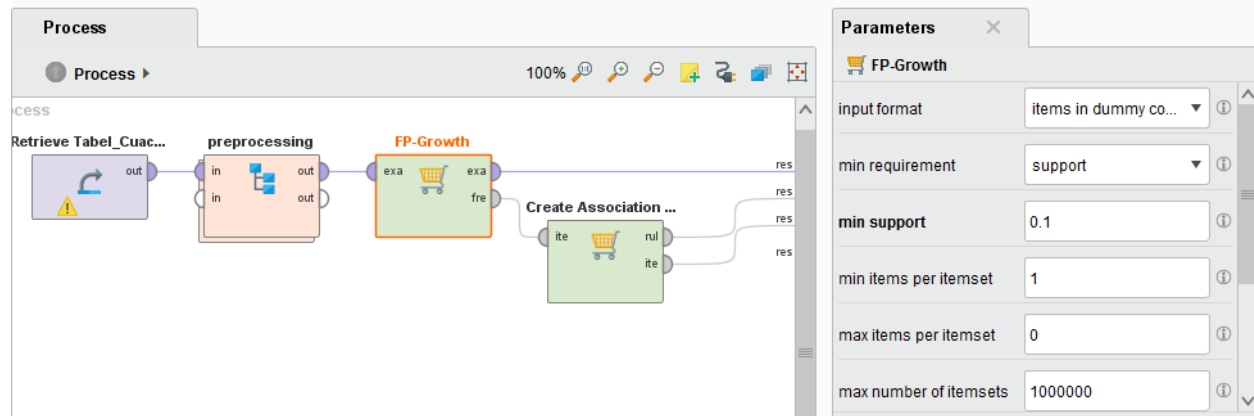 Process
Process
100%
cess
Retrieve Tabel_Cuac...
out
preprocessing
in out
in out
FP-Growth
exa exa
fre
Create Association ...
ite rul
ite
res
res
res
res
Parameters
FP-Growth
input format items in dummy co...
min requirement support
min support 0.1
min items per itemset 1
max items per itemset 0
max number of itemsets 1000000